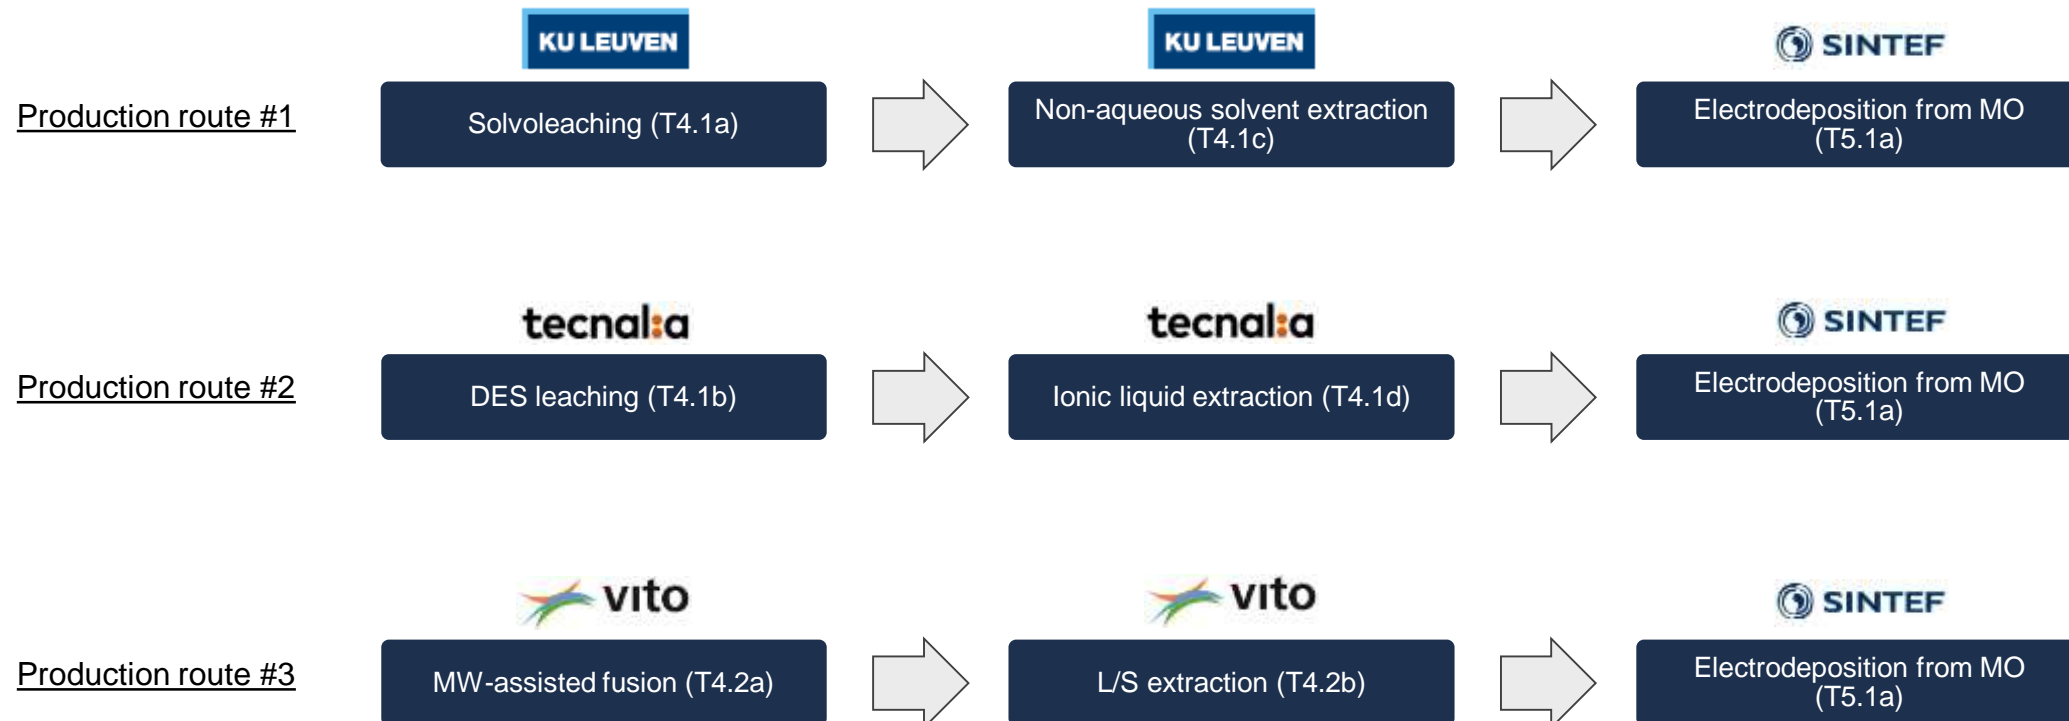 KU LEUVEN
KU LEUVEN
SINTEF
Production route #1
Solvoleaching (T4.1a)
Non-aqueous solvent extraction
(T4.1c)
Electrodeposition from MO
(T5.1a)
tecnal:a
tecnal:a
SINTEF
Production route #2
DES leaching (T4.1b)
Ionic liquid extraction (T4.1d)
Electrodeposition from MO
(T5.1a)
vito
vito
SINTEF
Production route #3
MW-assisted fusion (T4.2a)
L/S extraction (T4.2b)
Electrodeposition from MO
(T5.1a)